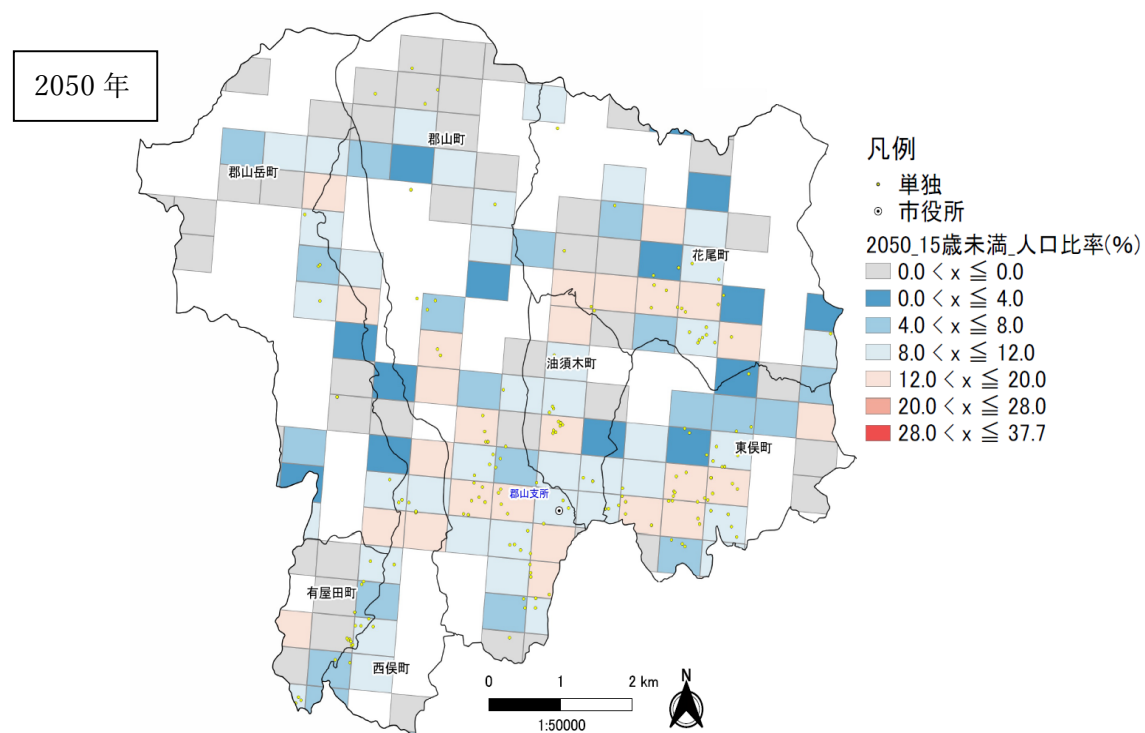 2050 年
郡山町
郡山岳町
花尾町
油須木町
東俣町
郡山支所
有屋田町
西俣町
凡例
単独
市役所
2050_15歳未満_人口比率(%)
0.0 < x ≦ 0.0
0.0 < x ≦ 4.0
4.0 < x ≦ 8.0
8.0 < x ≦ 12.0
12.0 < x ≦ 20.0
20.0 < x ≦ 28.0
28.0 < x ≦ 37.7
0 1 2 km
1:50000
N